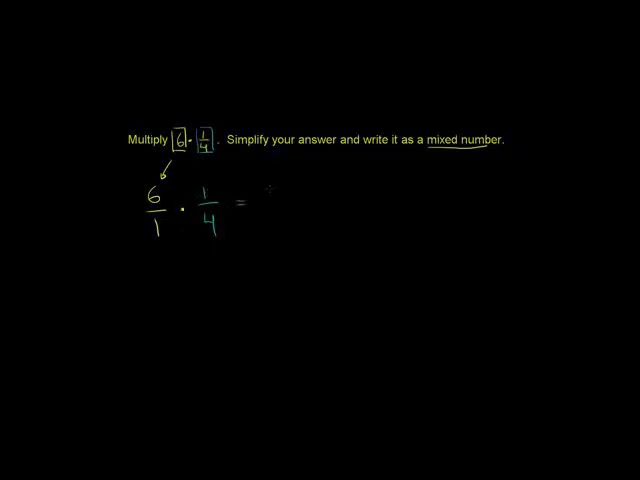 Multiply 6 · 1/4 . Simplify your answer and write it as a mixed number.
6/1 · 1/4 =